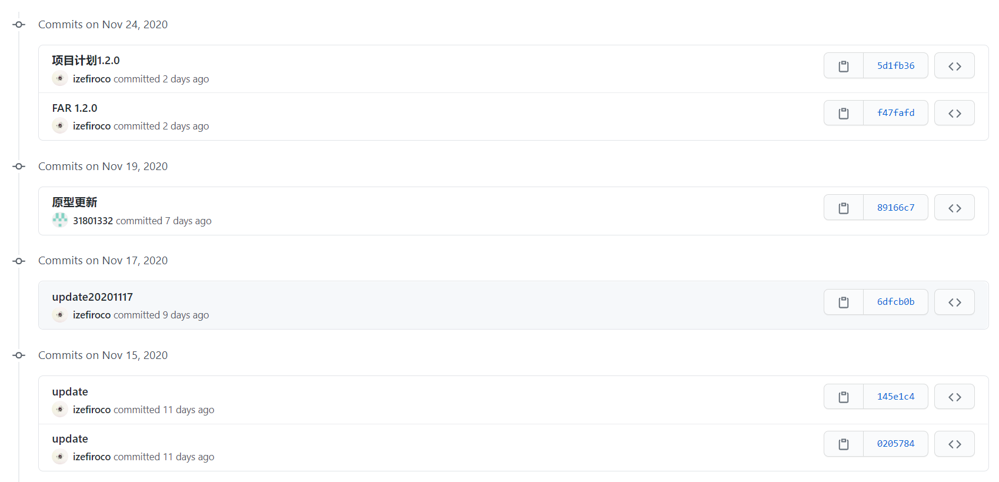 Commits on Nov 24, 2020
项目计划1.2.0
5d1fb36
izefiroco committed 2 days ago
FAR 1.2.0
f47fafd
izefiroco committed 2 days ago
Commits on Nov 19, 2020
原型更新
89166c7
31801332 committed 7 days ago
Commits on Nov 17, 2020
update20201117
6dfcb0b
izefiroco committed 9 days ago
Commits on Nov 15, 2020
update
145e1c4
izefiroco committed 11 days ago
update
0205784
izefiroco committed 11 days ago